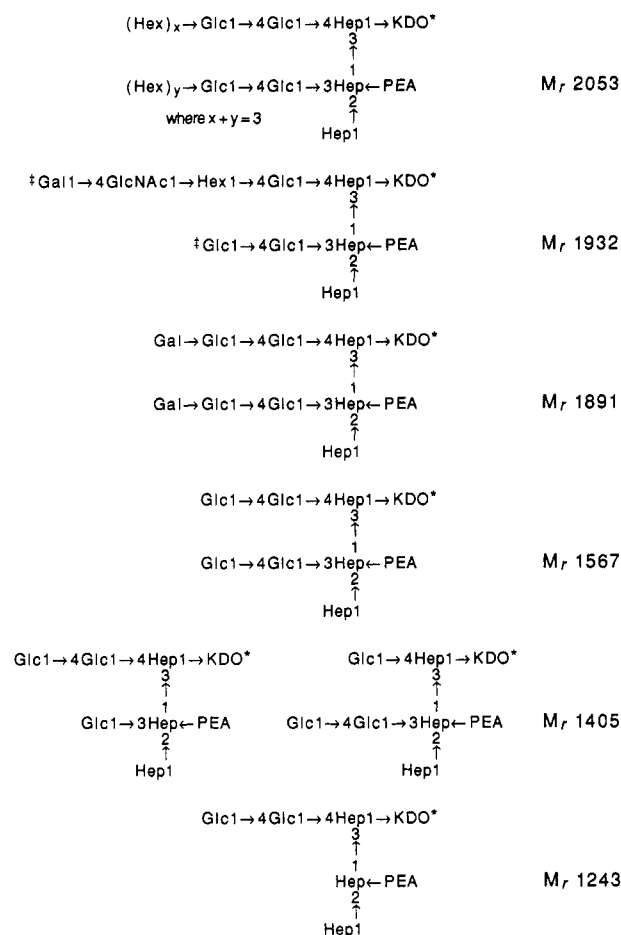 (Hex)ₓ→Glc1→4Glc1→4Hep1→KDO*
3
↑
1
(Hex)ᵧ→Glc1→4Glc1→3Hep←PEA Mᵣ 2053
where x + y = 3
2
↑
Hep1
‡Gal1→4GlcNAc1→Hex1→4Glc1→4Hep1→KDO*
3
↑
1
‡Glc1→4Glc1→3Hep←PEA Mᵣ 1932
2
↑
Hep1
Gal→Glc1→4Glc1→4Hep1→KDO*
3
↑
1
Gal→Glc1→4Glc1→3Hep←PEA Mᵣ 1891
2
↑
Hep1
Glc1→4Glc1→4Hep1→KDO*
3
↑
1
Glc1→4Glc1→3Hep←PEA Mᵣ 1567
2
↑
Hep1
Glc1→4Glc1→4Hep1→KDO* Glc1→4Hep1→KDO*
3 3
↑ ↑
1 1
Glc1→3Hep←PEA Glc1→4Glc1→3Hep←PEA Mᵣ 1405
2 2
↑ ↑
Hep1 Hep1
Glc1→4Glc1→4Hep1→KDO*
3
↑
1
Hep←PEA Mᵣ 1243
2
↑
Hep1